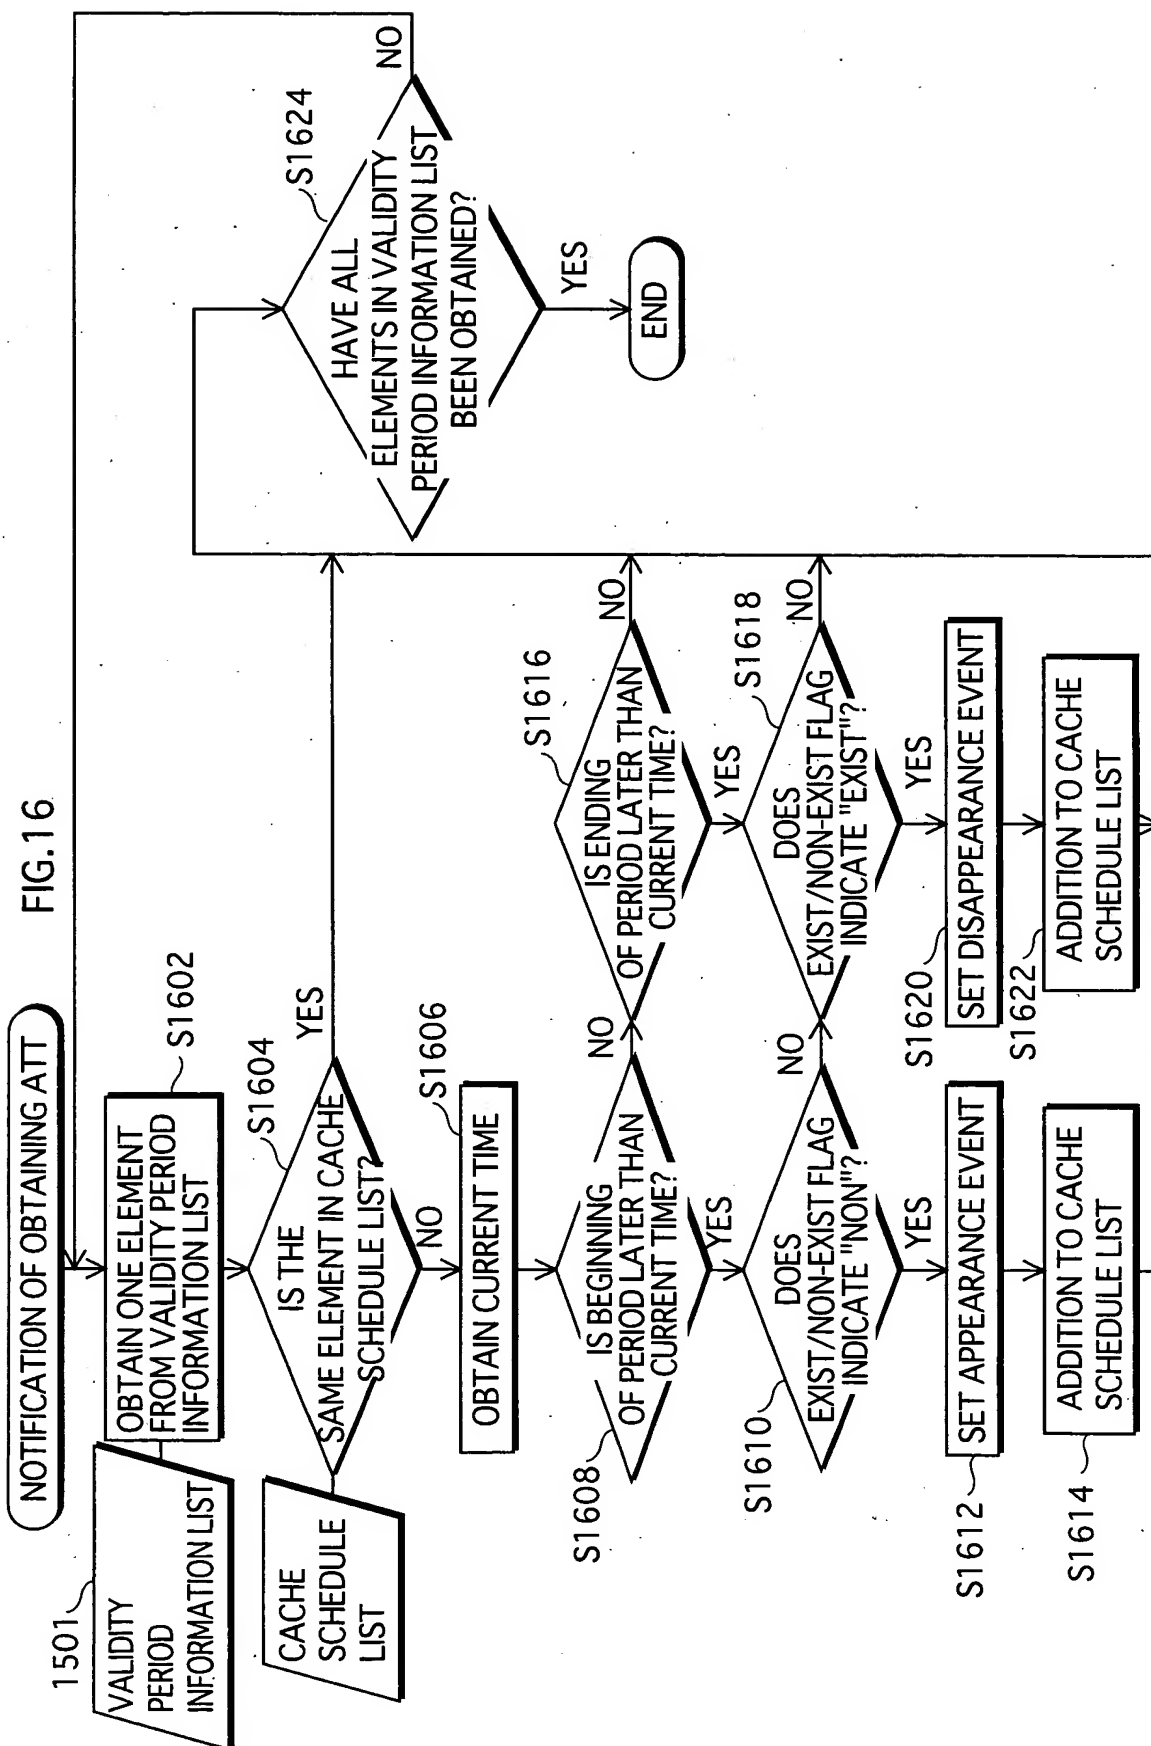 FIG.16
NOTIFICATION OF OBTAINING ATT
1501
VALIDITY
PERIOD
INFORMATION LIST
OBTAIN ONE ELEMENT
FROM VALIDITY PERIOD
INFORMATION LIST
S1602
CACHE
SCHEDULE
LIST
IS THE
SAME ELEMENT IN CACHE
SCHEDULE LIST?
S1604
YES
NO
OBTAIN CURRENT TIME
S1606
S1608
IS BEGINNING
OF PERIOD LATER THAN
CURRENT TIME?
NO
YES
IS ENDING
OF PERIOD LATER THAN
CURRENT TIME?
S1616
NO
YES
S1610
DOES
EXIST/NON-EXIST FLAG
INDICATE "NON"?
NO
YES
DOES
EXIST/NON-EXIST FLAG
INDICATE "EXIST"?
S1618
NO
YES
S1612
SET APPEARANCE EVENT
S1620
SET DISAPPEARANCE EVENT
S1614
ADDITION TO CACHE
SCHEDULE LIST
S1622
ADDITION TO CACHE
SCHEDULE LIST
HAVE ALL
ELEMENTS IN VALIDITY
PERIOD INFORMATION LIST
BEEN OBTAINED?
S1624
NO
YES
END